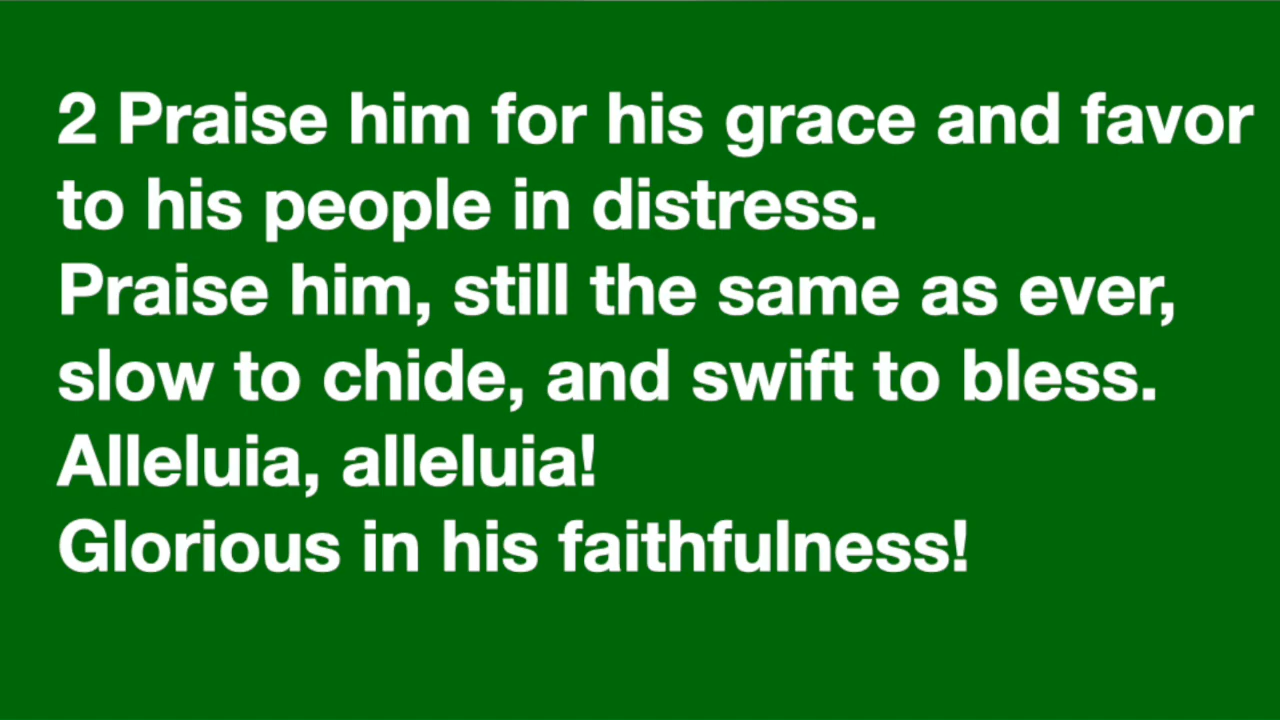 2 Praise him for his grace and favor
to his people in distress.
Praise him, still the same as ever,
slow to chide, and swift to bless.
Alleluia, alleluia!
Glorious in his faithfulness!